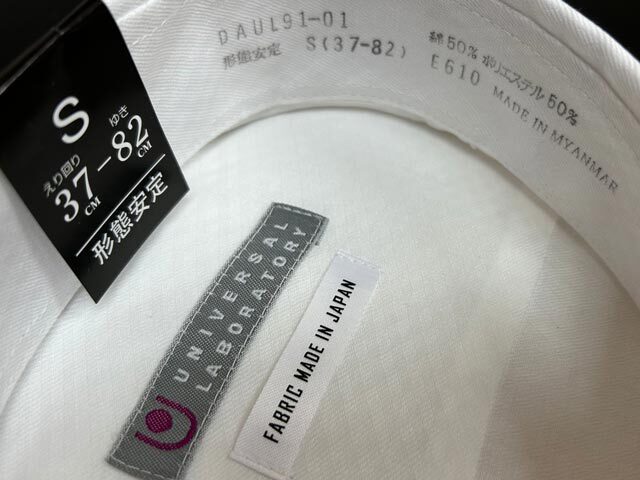 S
えり回り ゆき
37-82
CM CM
形態安定
DAUL91-01
形態安定 S(37-82)
綿50% ポリエステル50%
E610 MADE IN MYANMAR
UNIVERSAL
LABORATORY
FABRIC MADE IN JAPAN